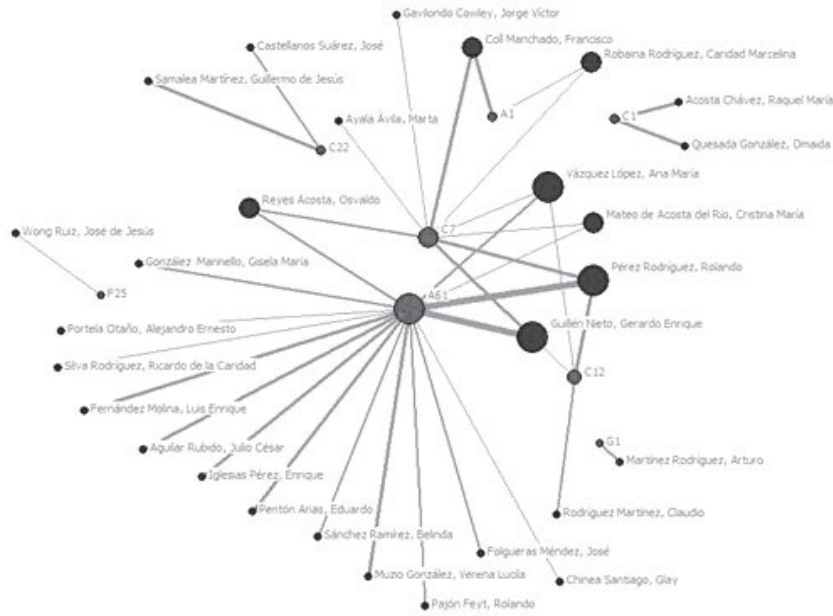 Gavilondo Cowley, Jorge Víctor
Coll Manchado, Francisco
Castellanos Suárez, José
Robaina Rodríguez, Caridad Marcelina
Samalea Martínez, Guillermo de Jesús
Acosta Chávez, Raquel María
A1
C1
Ayala Ávila, Marta
Quesada González, Omaida
C22
Vázquez López, Ana María
Reyes Acosta, Osvaldo
Mateo de Acosta del Río, Cristina María
C7
Wong Ruiz, José de Jesús
González Marinello, Gisela María
Pérez Rodríguez, Rolando
F25
A61
Portela Otaño, Alejandro Ernesto
Guillén Nieto, Gerardo Enrique
Silva Rodríguez, Ricardo de la Caridad
C12
Fernández Molina, Luis Enrique
G1
Aguilar Rubido, Julio César
Martínez Rodríguez, Arturo
Iglesias Pérez, Enrique
Pentón Arias, Eduardo
Rodríguez Martínez, Claudio
Sánchez Ramírez, Belinda
Folgueras Méndez, José
Muzio González, Verena Lucila
Chinea Santiago, Glay
Pajón Feyt, Rolando